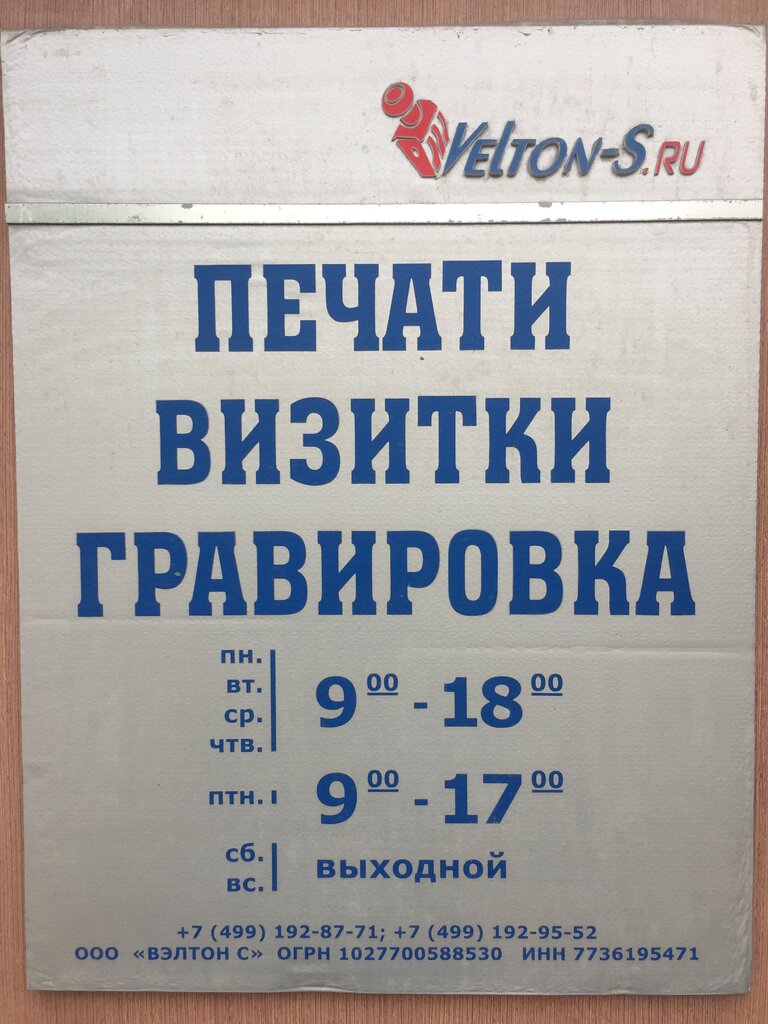 VELTON-S.RU
ПЕЧАТИ
ВИЗИТКИ
ГРАВИРОВКА
пн.
вт.
ср.
чтв.
9 00 - 18 00
птн. 9 00 - 17 00
сб.
вс.
выходной
+7 (499) 192-87-71; +7 (499) 192-95-52
ООО «ВЭЛТОН С» ОГРН 1027700588530 ИНН 7736195471